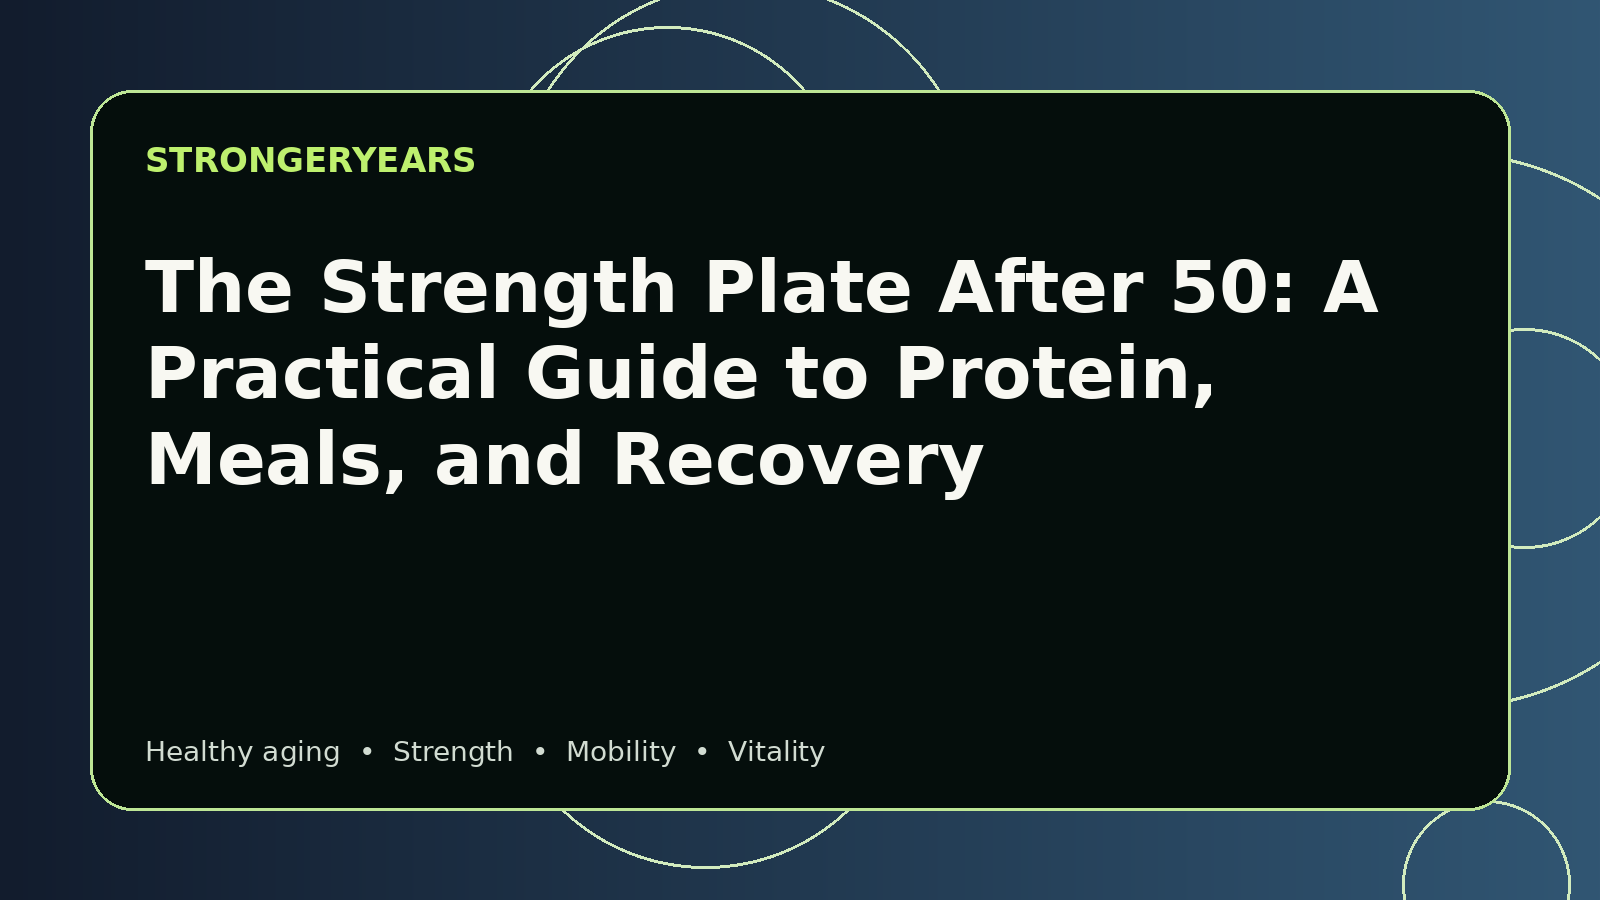 STRONGERYEARS
The Strength Plate After 50: A
Practical Guide to Protein,
Meals, and Recovery
Healthy aging • Strength • Mobility • Vitality